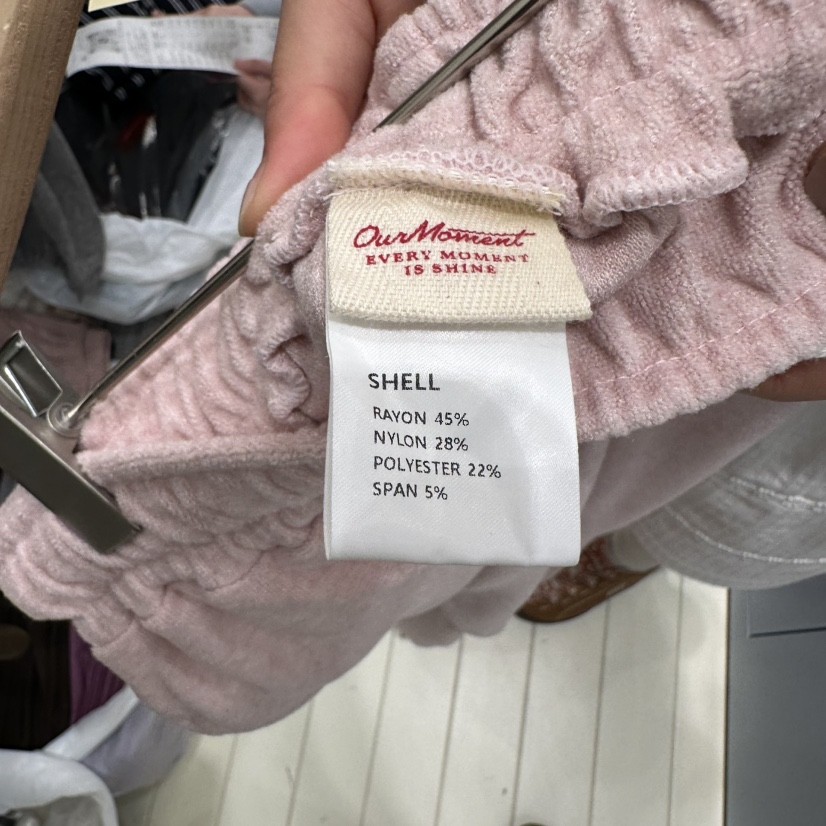 OurMoment
EVERY MOMENT
IS SHINE
SHELL
RAYON 45%
NYLON 28%
POLYESTER 22%
SPAN 5%